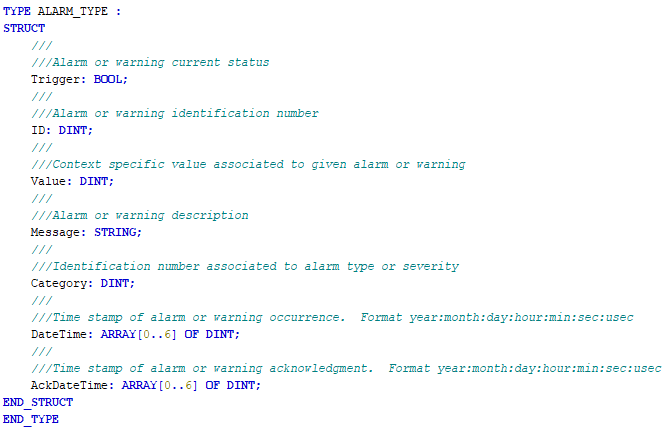 TYPE ALARM_TYPE :
STRUCT
///
///Alarm or warning current status
Trigger: BOOL;
///
///Alarm or warning identification number
ID: DINT;
///
///Context specific value associated to given alarm or warning
Value: DINT;
///
///Alarm or warning description
Message: STRING;
///
///Identification number associated to alarm type or severity
Category: DINT;
///
///Time stamp of alarm or warning occurrence.  Format year:month:day:hour:min:sec:usec
DateTime: ARRAY[0..6] OF DINT;
///
///Time stamp of alarm or warning acknowledgment.  Format year:month:day:hour:min:sec:usec
AckDateTime: ARRAY[0..6] OF DINT;
END_STRUCT
END_TYPE